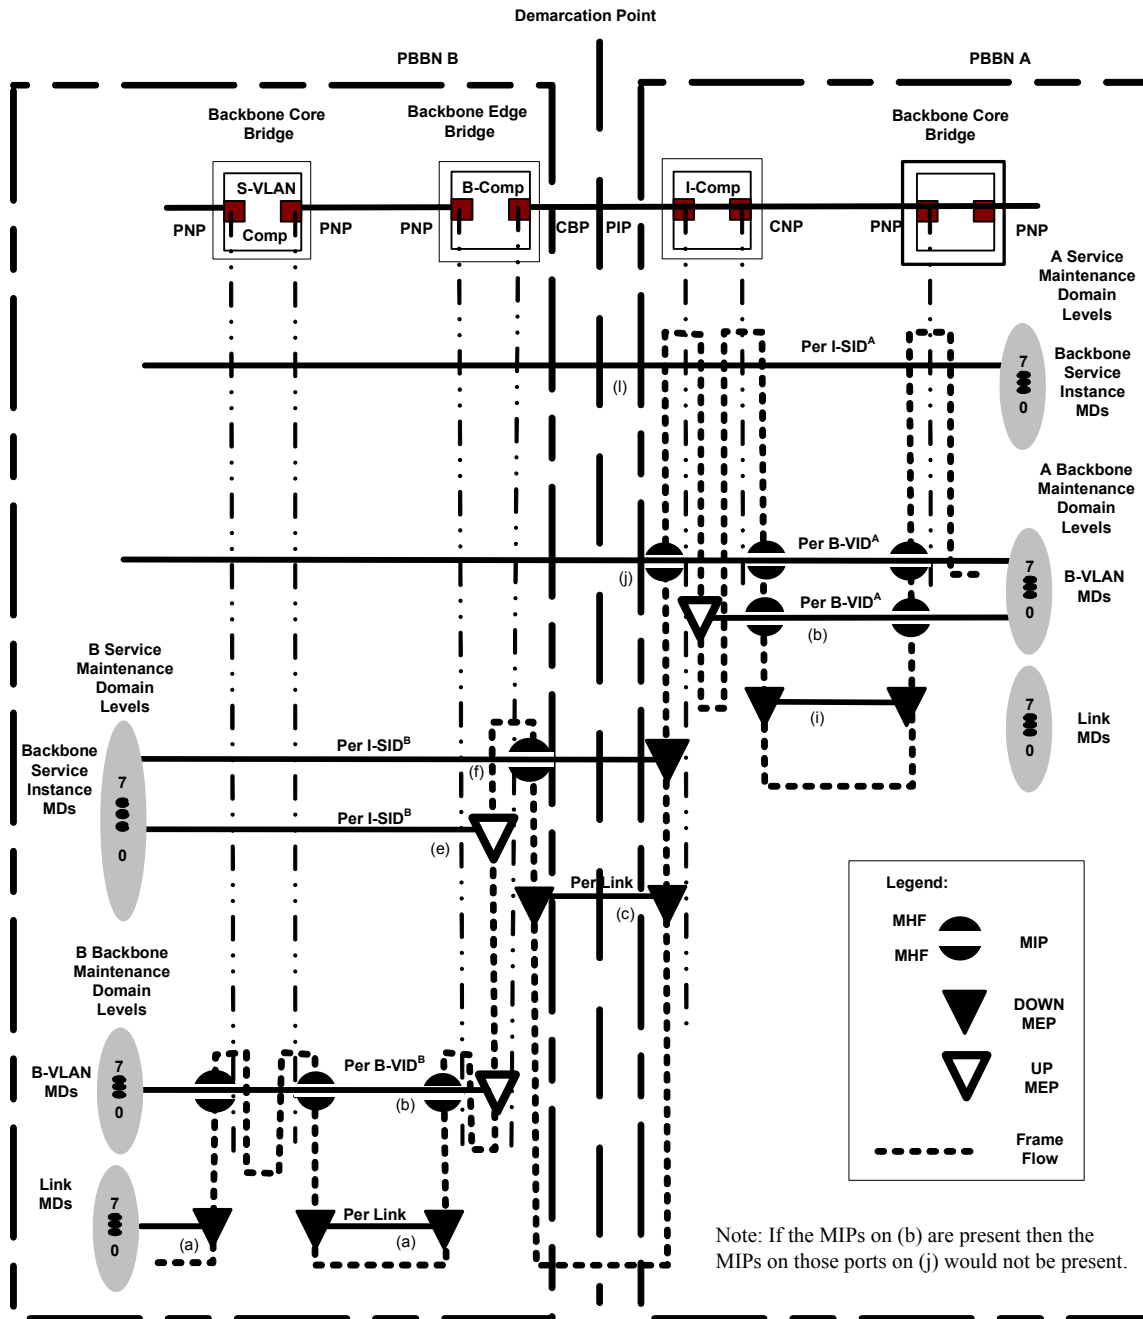 Demarcation Point
PBBN B
PBBN A
Backbone Core
Bridge
Backbone Edge
Bridge
Backbone Core
Bridge
S-VLAN
Comp
B-Comp
I-Comp
PNP
PNP
PNP
CBP
PIP
CNP
PNP
PNP
A Service
Maintenance
Domain
Levels
Per I-SIDᴬ
(l)
7
0
Backbone
Service
Instance
MDs
A Backbone
Maintenance
Domain
Levels
Per B-VIDᴬ
(j)
Per B-VIDᴬ
(b)
7
0
B-VLAN
MDs
(i)
7
0
Link
MDs
B Service
Maintenance
Domain
Levels
Backbone
Service
Instance
MDs
7
0
Per I-SIDᴮ
(f)
Per I-SIDᴮ
(e)
Per Link
(c)
B Backbone
Maintenance
Domain
Levels
B-VLAN
MDs
7
0
Per B-VIDᴮ
(b)
Link
MDs
7
0
(a)
Per Link
(a)
Legend:
MHF
MHF
MIP
DOWN
MEP
UP
MEP
Frame
Flow
Note: If the MIPs on (b) are present then the
MIPs on those ports on (j) would not be present.